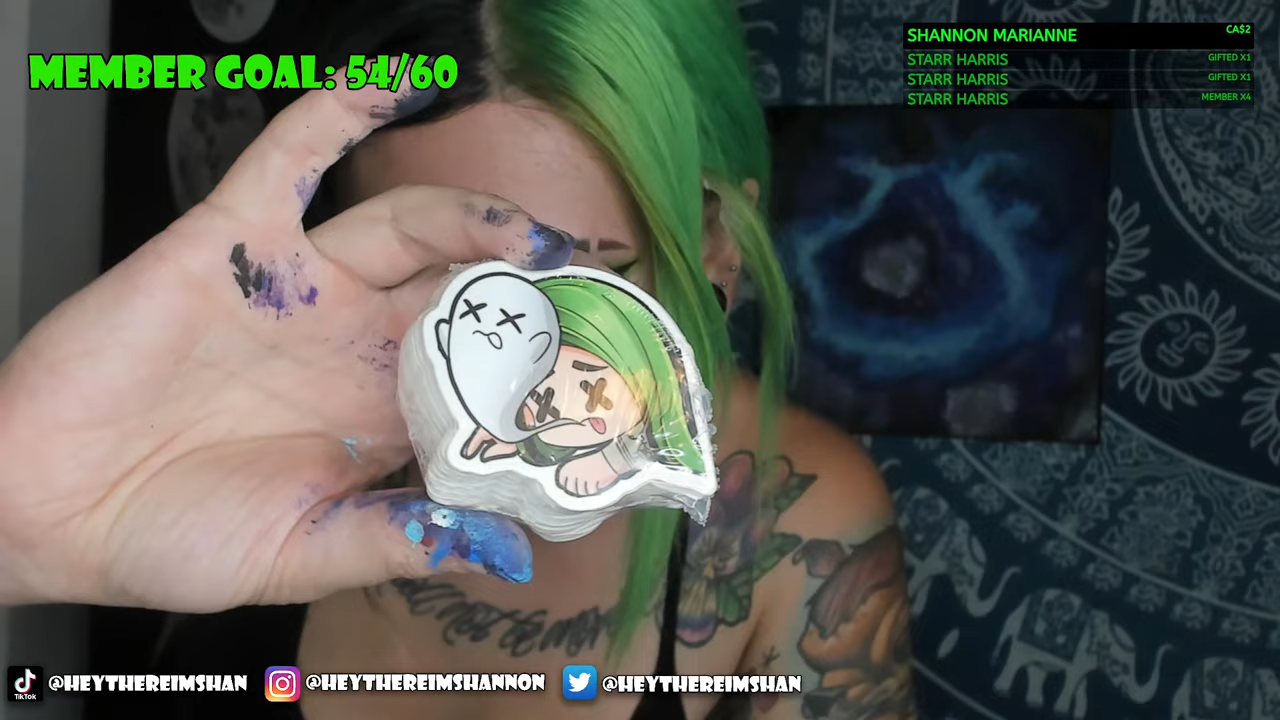 MEMBER GOAL: 54/60
SHANNON MARIANNE CA$2
STARR HARRIS GIFTED X1
STARR HARRIS GIFTED X1
STARR HARRIS MEMBER X4
TikTok @HEYTHEREIMSHAN @HEYTHEREIMSHANNON @HEYTHEREIMSHAN